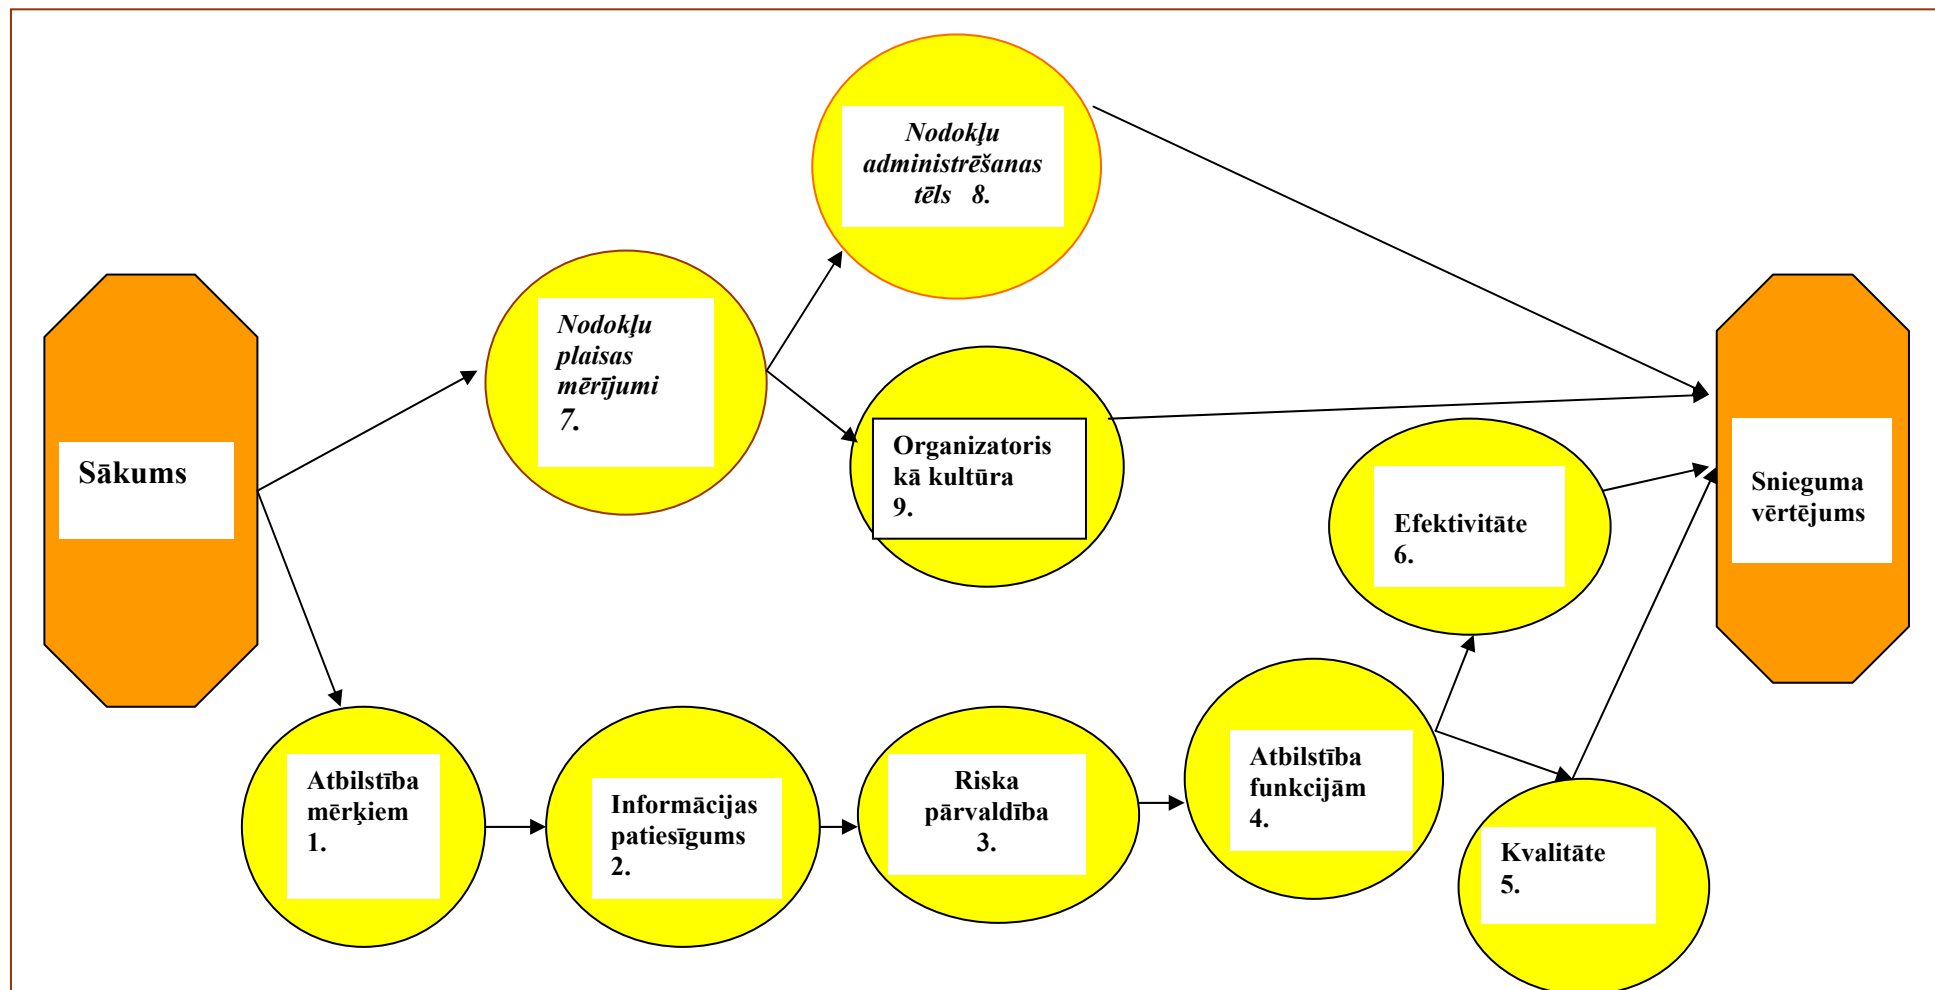 Nodokļu
administrēšanas
tēls 8.
Nodokļu
plaisas
mērījumi
7.
Organizatoris
kā kultūra
9.
Sākums
Efektivitāte
6.
Snieguma
vērtējums
Atbilstība
mērķiem
1.
Informācijas
patiesīgums
2.
Riska
pārvaldība
3.
Atbilstība
funkcijām
4.
Kvalitāte
5.